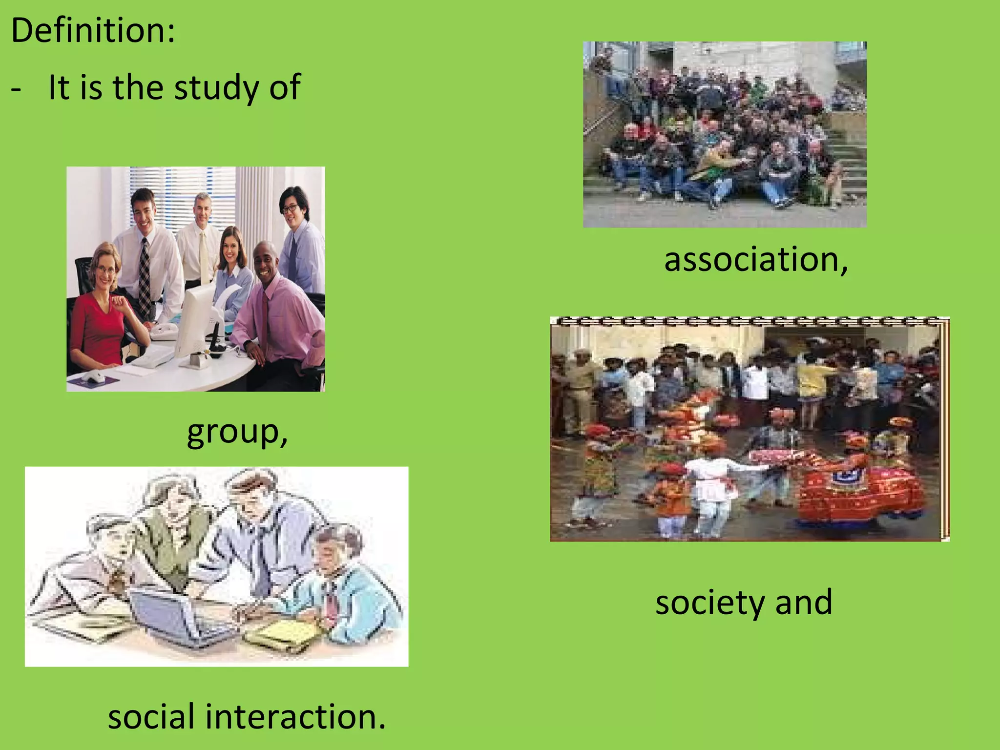 Definition:
- It is the study of
association,
group,
society and
social interaction.